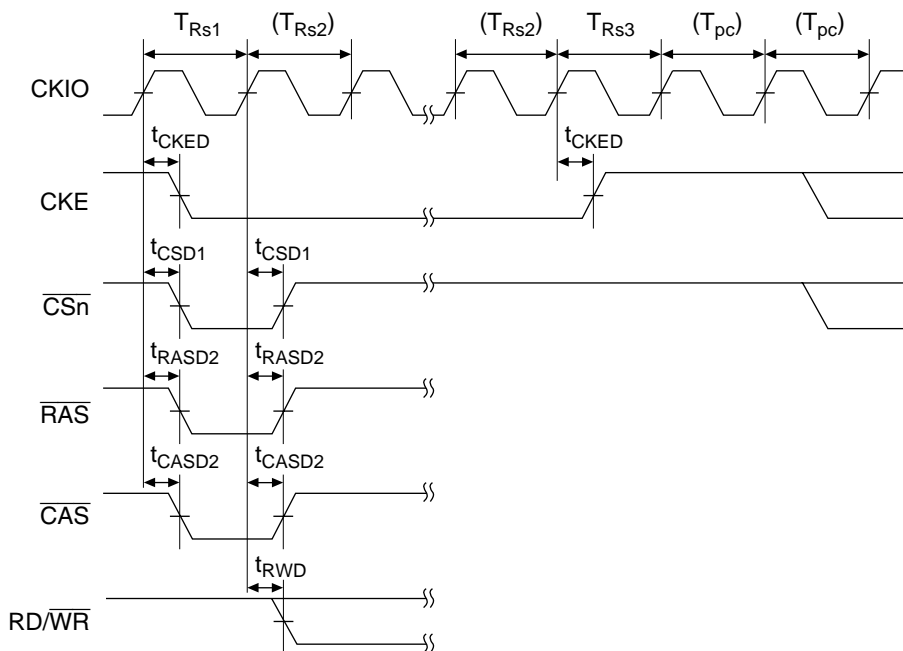 TRs1 (TRs2) (TRs2) TRs3 (Tpc) (Tpc)
CKIO
tCKED tCKED
CKE
tCSD1 tCSD1
CSn
tRASD2 tRASD2
RAS
tCASD2 tCASD2
CAS
tRWD
RD/WR